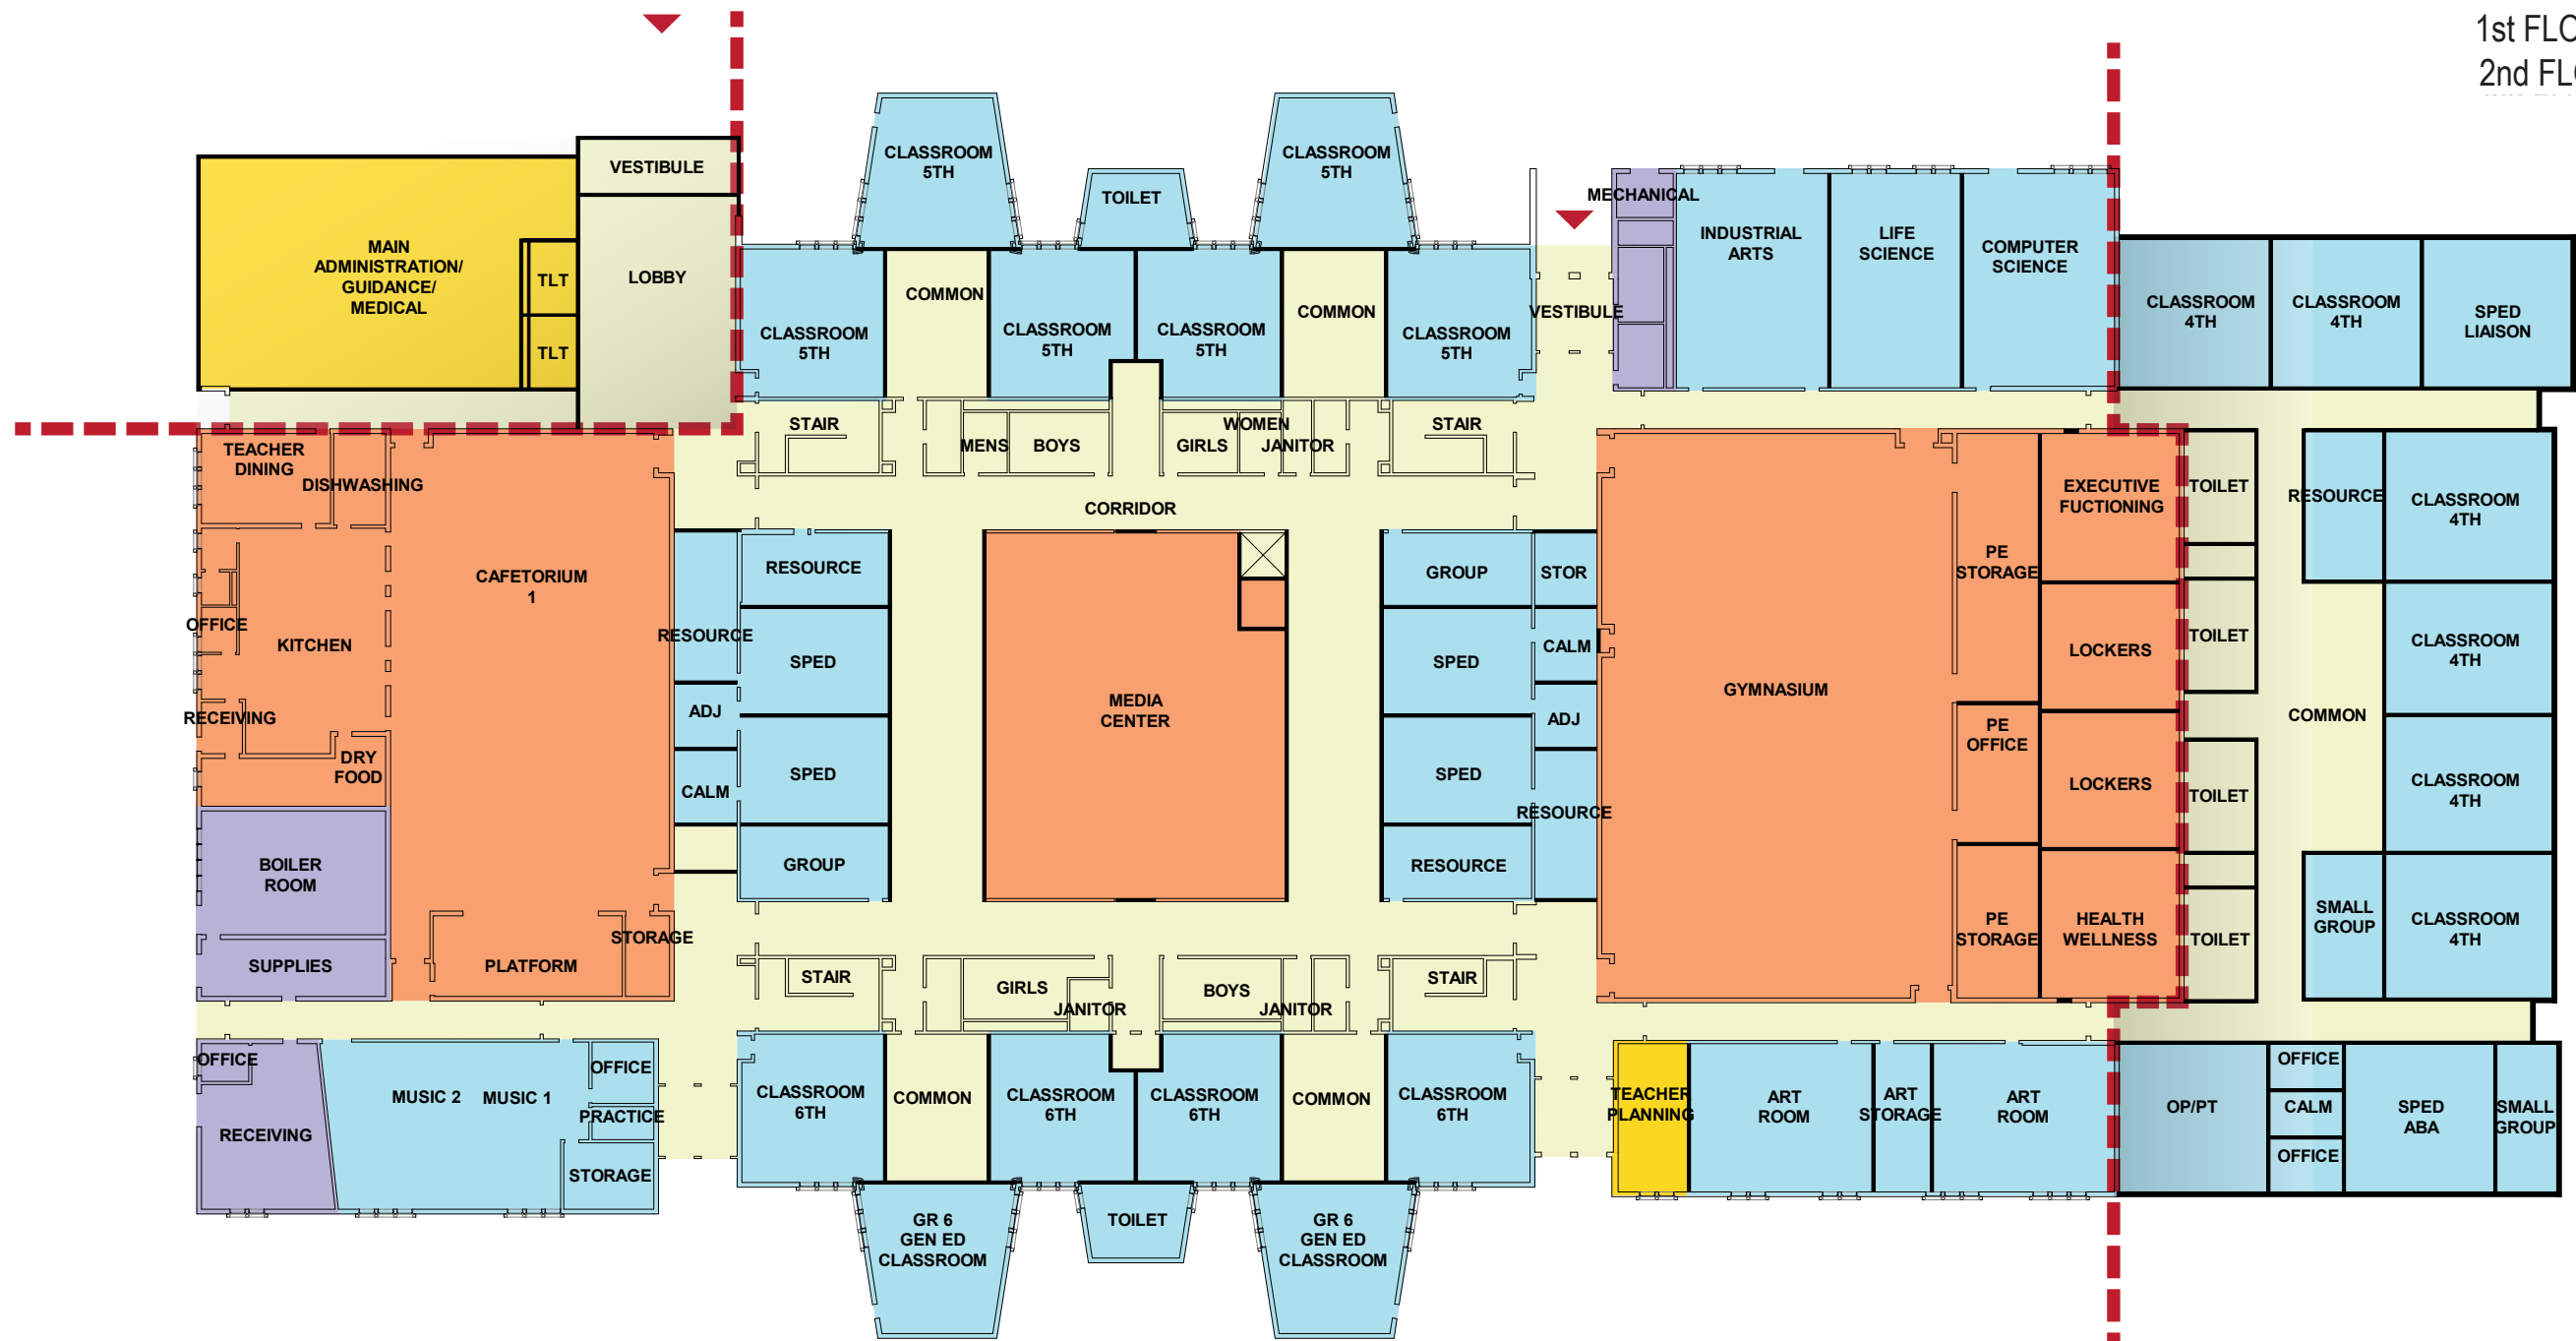 1st FLO
2nd FLO
VESTIBULE
MAIN
ADMINISTRATION/
GUIDANCE/
MEDICAL
TLT
TLT
LOBBY
CLASSROOM
5TH
TOILET
CLASSROOM
5TH
CLASSROOM
5TH
COMMON
CLASSROOM
5TH
CLASSROOM
5TH
COMMON
CLASSROOM
5TH
VESTIBULE
MECHANICAL
INDUSTRIAL
ARTS
LIFE
SCIENCE
COMPUTER
SCIENCE
CLASSROOM
4TH
CLASSROOM
4TH
SPED
LIAISON
STAIR
MENS
BOYS
GIRLS
WOMEN
JANITOR
STAIR
CORRIDOR
TEACHER
DINING
DISHWASHING
CAFETORIUM
1
OFFICE
KITCHEN
RECEIVING
DRY
FOOD
BOILER
ROOM
SUPPLIES
PLATFORM
STORAGE
RESOURCE
ADJ
CALM
RESOURCE
SPED
SPED
GROUP
MEDIA
CENTER
GROUP
SPED
SPED
RESOURCE
STOR
CALM
ADJ
RESOURCE
GYMNASIUM
PE
STORAGE
PE
OFFICE
PE
STORAGE
EXECUTIVE
FUCTIONING
LOCKERS
LOCKERS
HEALTH
WELLNESS
TOILET
TOILET
TOILET
TOILET
RESOURCE
COMMON
SMALL
GROUP
CLASSROOM
4TH
CLASSROOM
4TH
CLASSROOM
4TH
CLASSROOM
4TH
STAIR
GIRLS
JANITOR
BOYS
JANITOR
STAIR
OFFICE
RECEIVING
MUSIC 2
MUSIC 1
OFFICE
PRACTICE
STORAGE
CLASSROOM
6TH
COMMON
CLASSROOM
6TH
CLASSROOM
6TH
COMMON
CLASSROOM
6TH
GR 6
GEN ED
CLASSROOM
TOILET
GR 6
GEN ED
CLASSROOM
TEACHER
PLANNING
ART
ROOM
ART
STORAGE
ART
ROOM
OP/PT
OFFICE
CALM
OFFICE
SPED
ABA
SMALL
GROUP